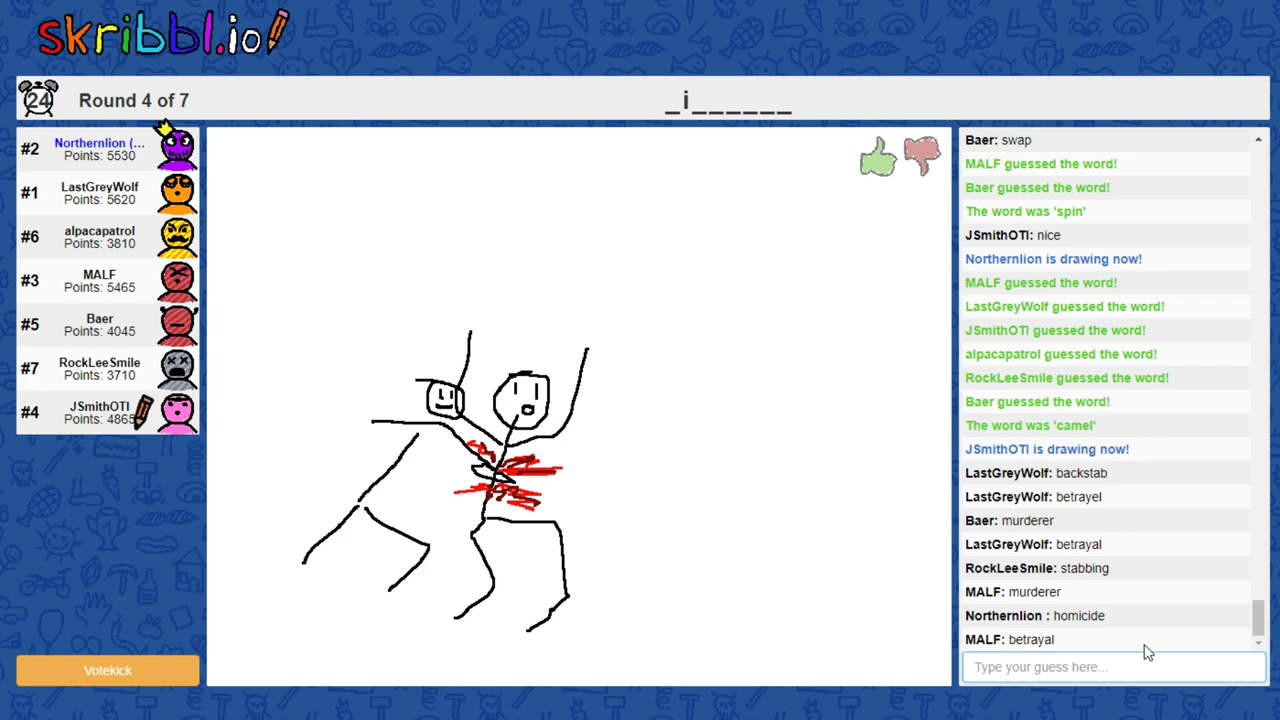 skribbl.io
24
Round 4 of 7
_i______
#2
Northernlion (...
Points: 5530
#1
LastGreyWolf
Points: 5620
#6
alpacapatrol
Points: 3810
#3
MALF
Points: 5465
#5
Baer
Points: 4045
#7
RockLeeSmile
Points: 3710
#4
JSmithOTI
Points: 4865
Votekick
Baer: swap
MALF guessed the word!
Baer guessed the word!
The word was 'spin'
JSmithOTI: nice
Northernlion is drawing now!
MALF guessed the word!
LastGreyWolf guessed the word!
JSmithOTI guessed the word!
alpacapatrol guessed the word!
RockLeeSmile guessed the word!
Baer guessed the word!
The word was 'camel'
JSmithOTI is drawing now!
LastGreyWolf: backstab
LastGreyWolf: betrayel
Baer: murderer
LastGreyWolf: betrayal
RockLeeSmile: stabbing
MALF: murderer
Northernlion : homicide
MALF: betrayal
Type your guess here...